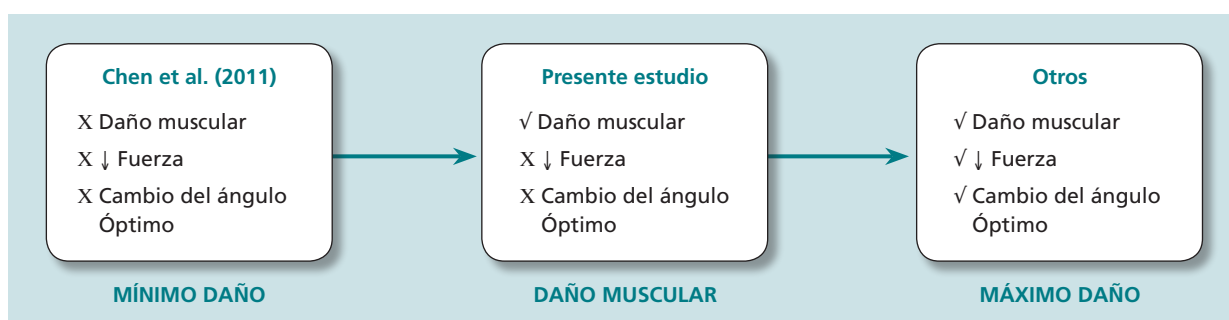 Chen et al. (2011)
X Daño muscular
X ↓ Fuerza
X Cambio del ángulo
Óptimo
MÍNIMO DAÑO
Presente estudio
√ Daño muscular
X ↓ Fuerza
X Cambio del ángulo
Óptimo
DAÑO MUSCULAR
Otros
√ Daño muscular
√ ↓ Fuerza
√ Cambio del ángulo
Óptimo
MÁXIMO DAÑO